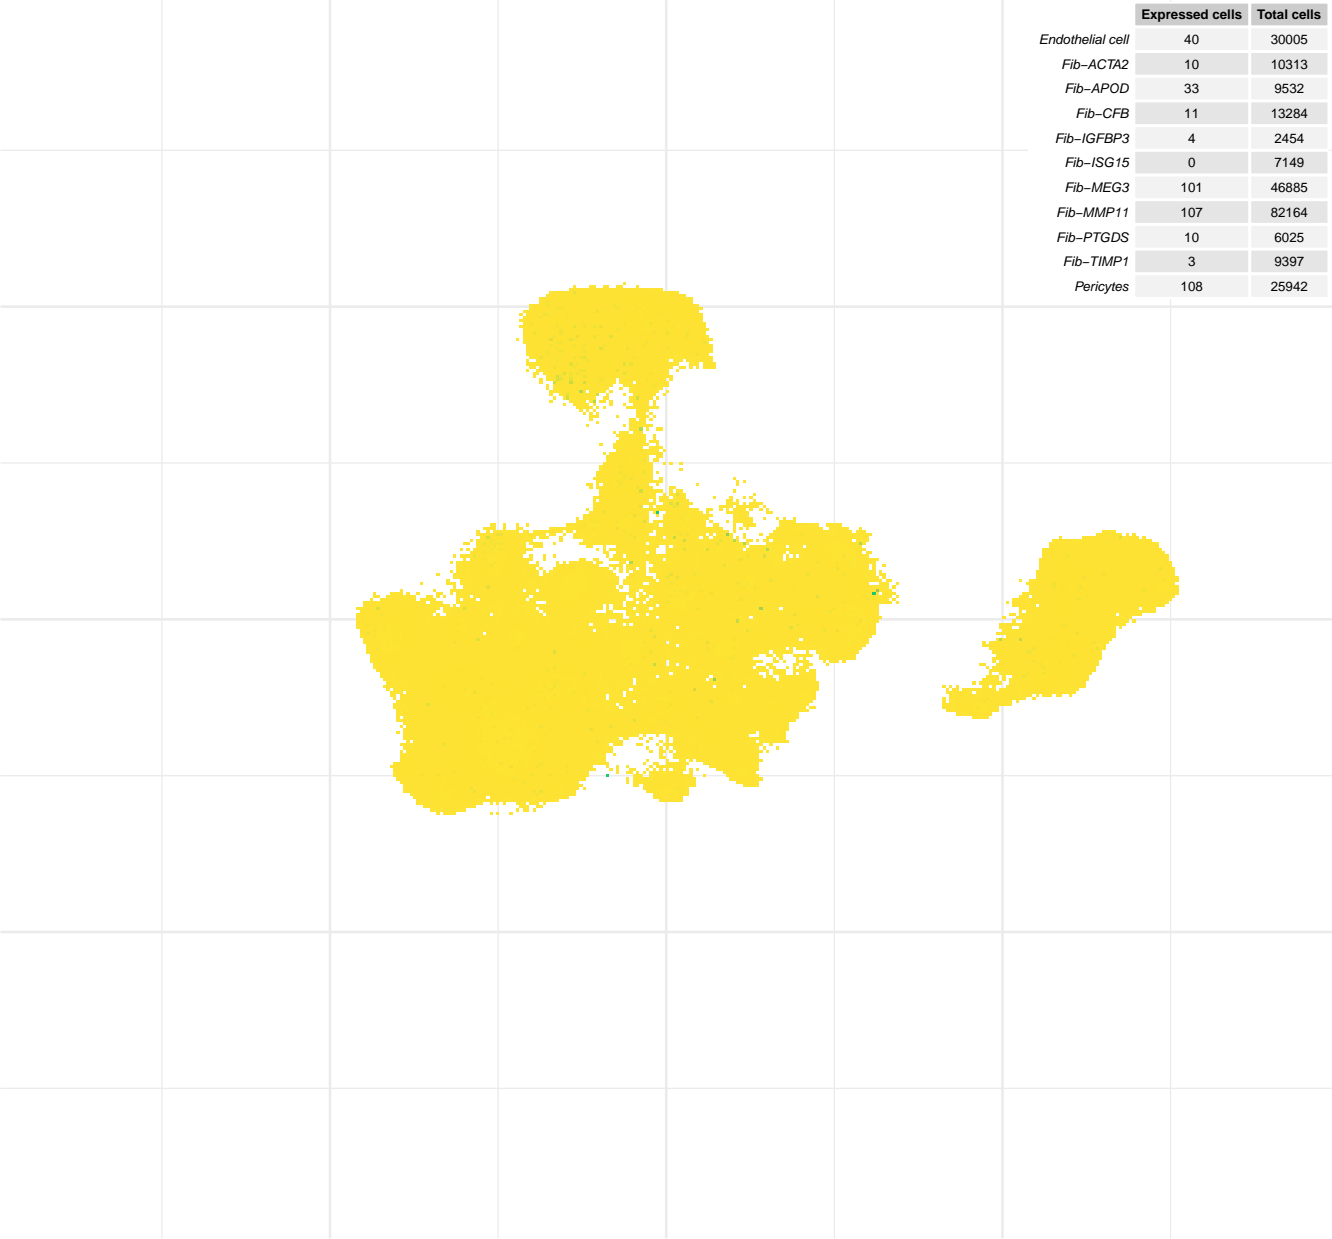 Expressed cells Total cells
Endothelial cell 40 30005
Fib−ACTA2 10 10313
Fib−APOD 33 9532
Fib−CFB 11 13284
Fib−IGFBP3 4 2454
Fib−ISG15 0 7149
Fib−MEG3 101 46885
Fib−MMP11 107 82164
Fib−PTGDS 10 6025
Fib−TIMP1 3 9397
Pericytes 108 25942